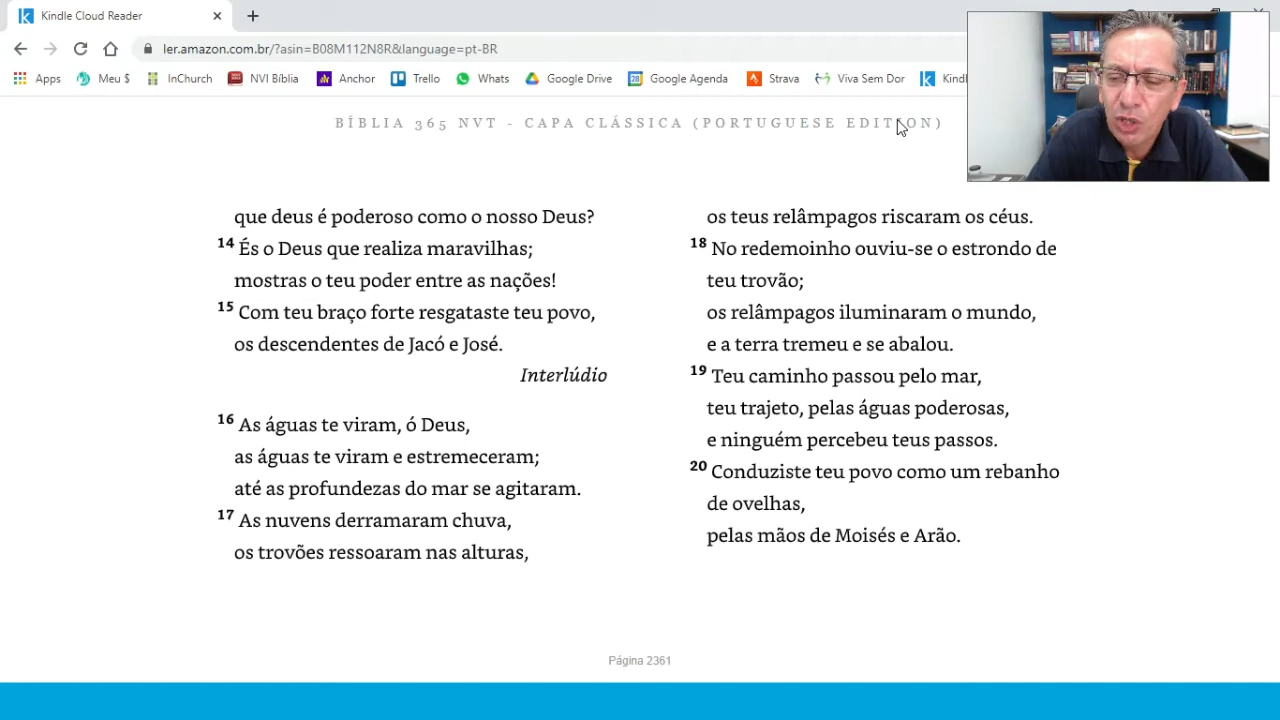 Kindle Cloud Reader
ler.amazon.com.br/?asin=B08M112N8R&language=pt-BR
Apps Meu $ InChurch NVI Bíblia Anchor Trello Whats Google Drive Google Agenda Strava Viva Sem Dor
BÍBLIA 365 NVT - CAPA CLÁSSICA (PORTUGUESE EDITION)
que deus é poderoso como o nosso Deus?
14 És o Deus que realiza maravilhas;
mostras o teu poder entre as nações!
15 Com teu braço forte resgataste teu povo,
os descendentes de Jacó e José.
Interlúdio
16 As águas te viram, ó Deus,
as águas te viram e estremeceram;
até as profundezas do mar se agitaram.
17 As nuvens derramaram chuva,
os trovões ressoaram nas alturas,
os teus relâmpagos riscaram os céus.
18 No redemoinho ouviu-se o estrondo de
teu trovão;
os relâmpagos iluminaram o mundo,
e a terra tremeu e se abalou.
19 Teu caminho passou pelo mar,
teu trajeto, pelas águas poderosas,
e ninguém percebeu teus passos.
20 Conduziste teu povo como um rebanho
de ovelhas,
pelas mãos de Moisés e Arão.
Página 2361